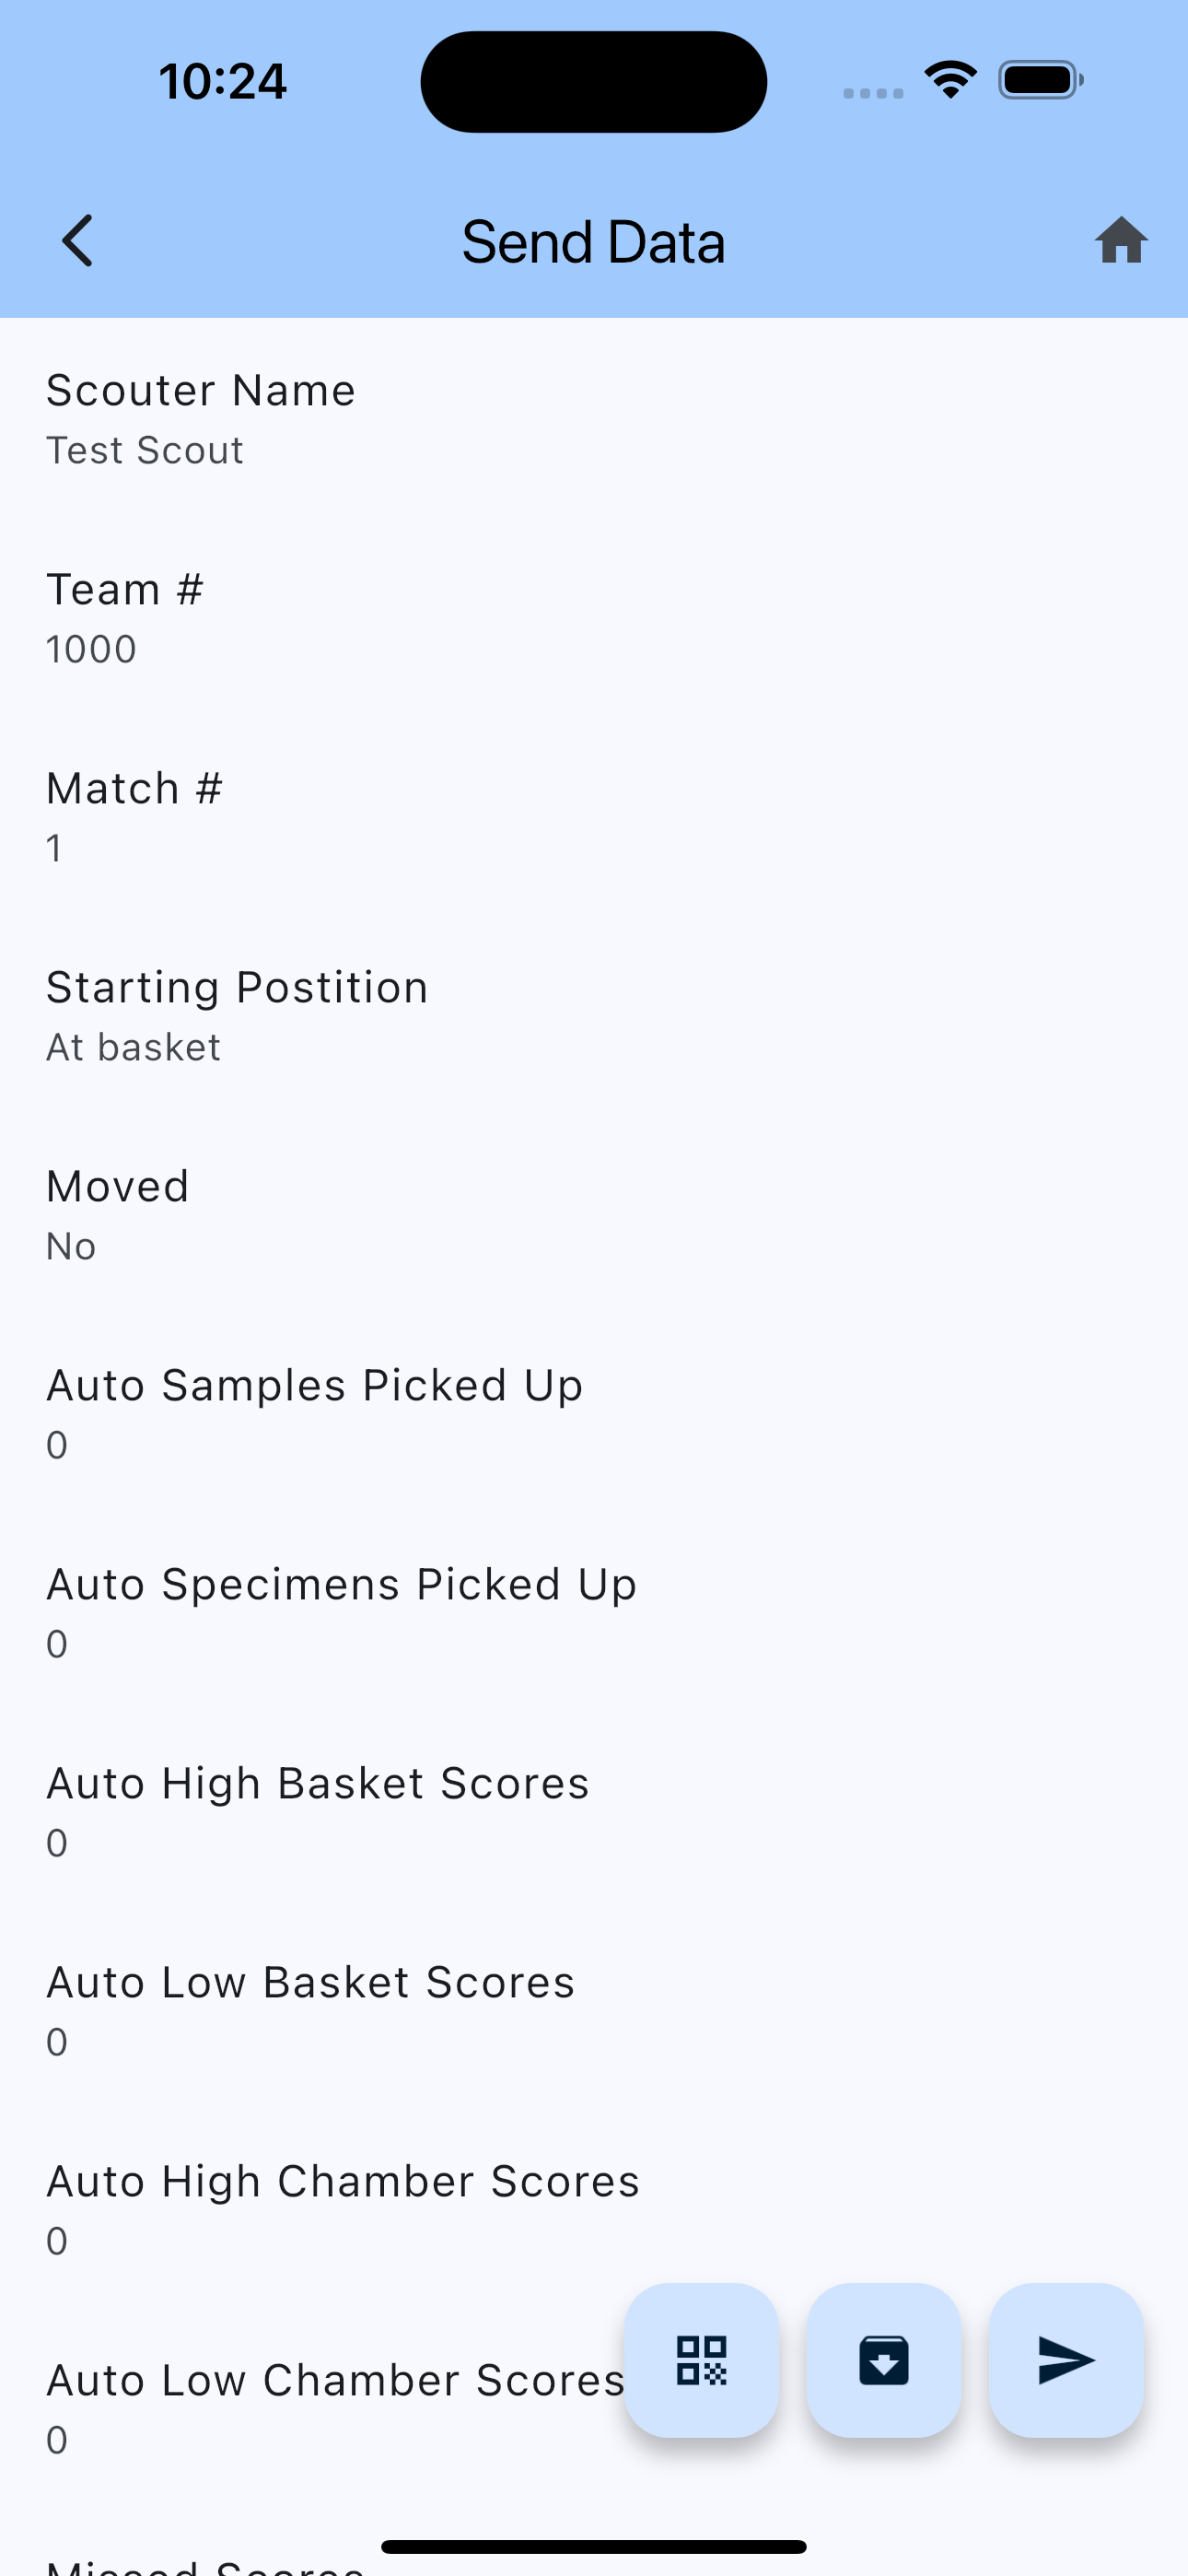 10:24
Send Data
Scouter Name
Test Scout
Team #
1000
Match #
1
Starting Postition
At basket
Moved
No
Auto Samples Picked Up
0
Auto Specimens Picked Up
0
Auto High Basket Scores
0
Auto Low Basket Scores
0
Auto High Chamber Scores
0
Auto Low Chamber Scores
0
Missed Scores